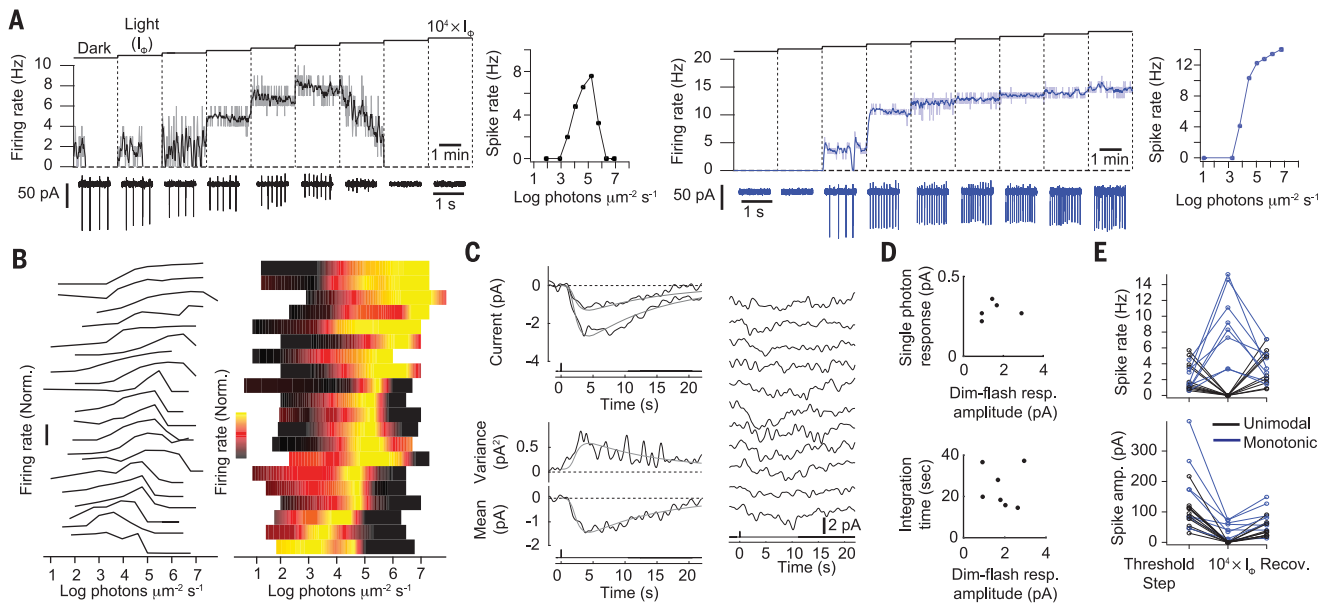 A
Dark
Light
(IΦ)
10⁴ × IΦ
Firing rate (Hz)
10
8
6
4
2
0
1 min
50 pA
1 s
Spike rate (Hz)
8
4
0
1 3 5 7
Log photons μm⁻² s⁻¹
Firing rate (Hz)
20
15
10
5
0
1 min
50 pA
1 s
Spike rate (Hz)
12
8
4
0
1 3 5 7
Log photons μm⁻² s⁻¹
B
Firing rate (Norm.)
1 2 3 4 5 6 7
Log photons μm⁻² s⁻¹
Firing rate (Norm.)
1 2 3 4 5 6 7
Log photons μm⁻² s⁻¹
C
Current (pA)
0
-2
-4
0 5 10 15 20
Time (s)
Variance
(pA²)
0.5
0
Mean
(pA)
0
-1
-2
0 5 10 15 20
Time (s)
2 pA
0 5 10 15 20
Time (s)
D
Single photon
response (pA)
0.5
0
0 2 4
Dim-flash resp.
amplitude (pA)
Integration
time (sec)
40
20
0
0 2 4
Dim-flash resp.
amplitude (pA)
E
Spike rate (Hz)
14
12
10
8
6
4
2
0
Unimodal
Monotonic
Spike amp. (pA)
300
200
100
0
Threshold
Step
10⁴ × IΦ
Recov.